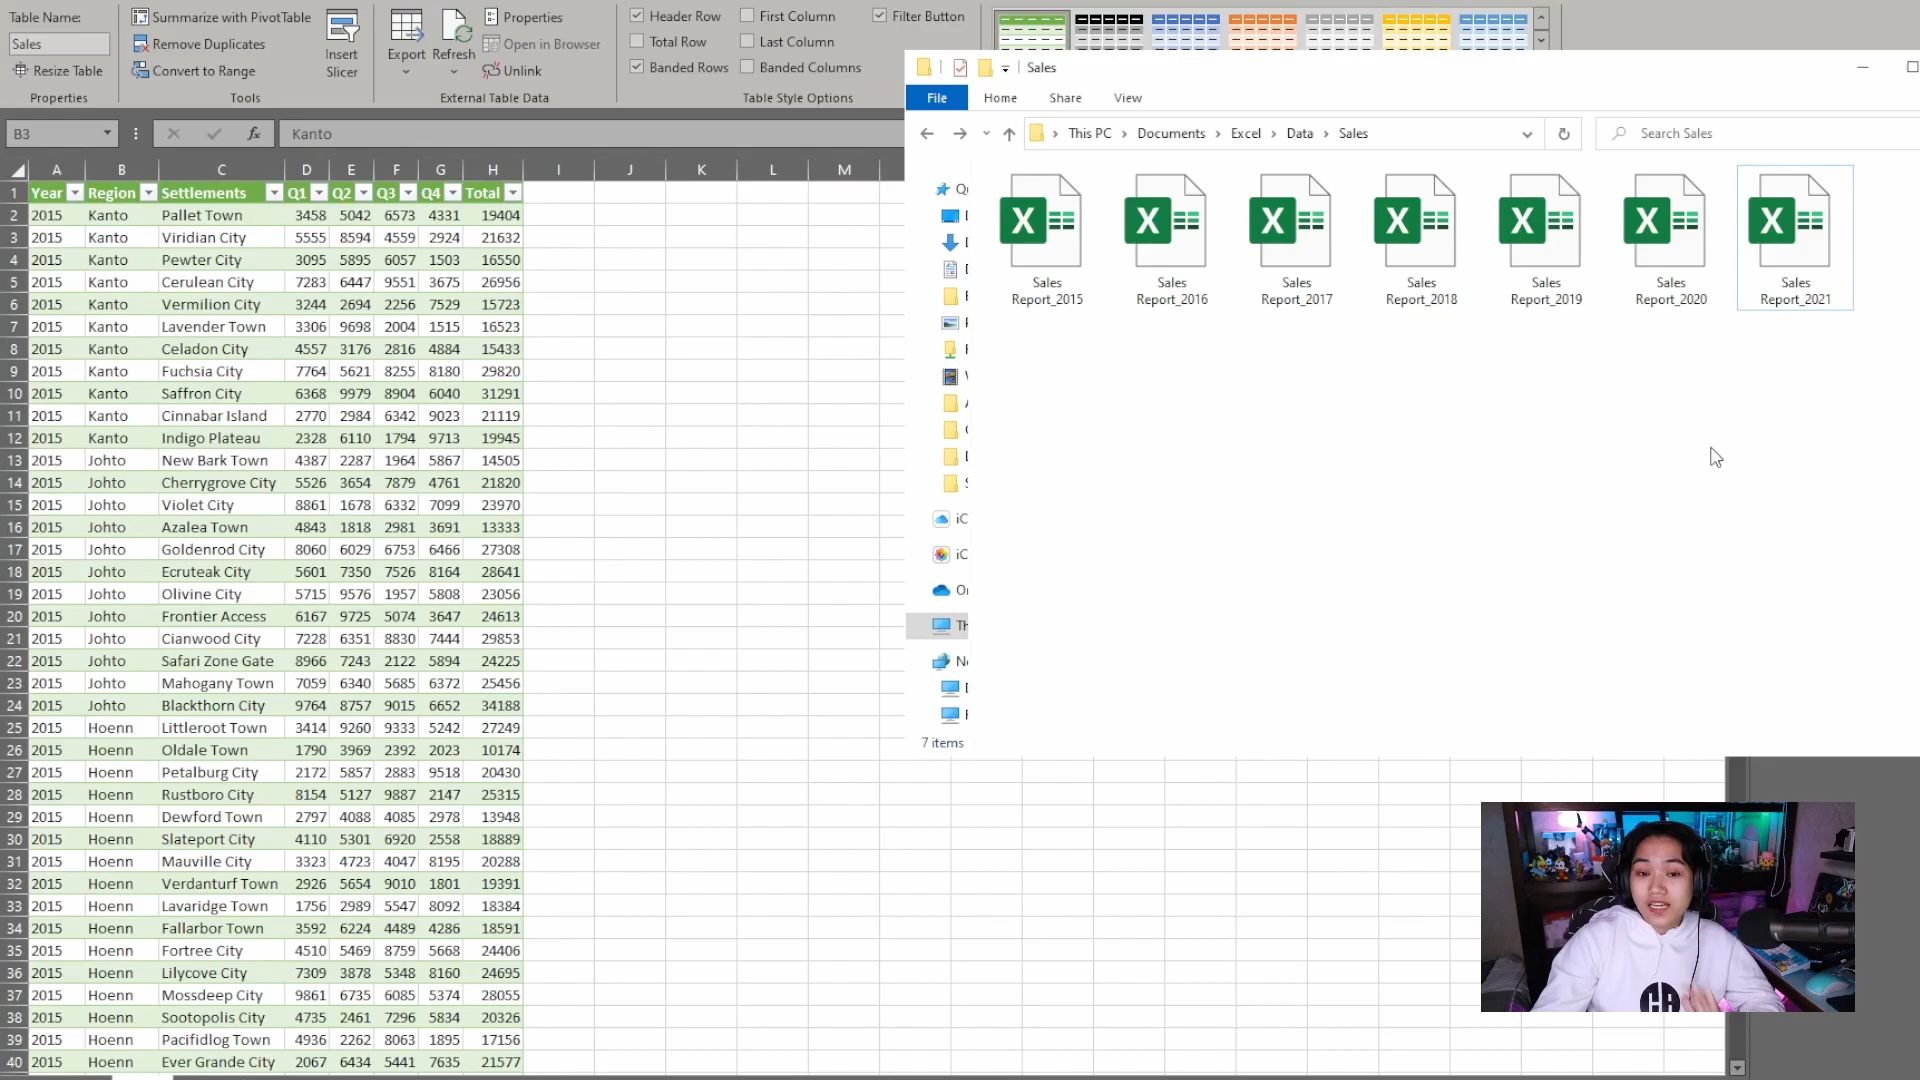 Table Name:
Sales
Resize Table
Properties
Summarize with PivotTable
Remove Duplicates
Convert to Range
Tools
Insert
Slicer
Export
Refresh
Properties
Open in Browser
Unlink
External Table Data
Header Row
First Column
Filter Button
Total Row
Last Column
Banded Rows
Banded Columns
Table Style Options
B3
fx
Kanto
A B C D E F G H I J K L M
1 Year Region Settlements Q1 Q2 Q3 Q4 Total
2 2015 Kanto Pallet Town 3458 5042 6573 4331 19404
3 2015 Kanto Viridian City 5555 8594 4559 2924 21632
4 2015 Kanto Pewter City 3095 5895 6057 1503 16550
5 2015 Kanto Cerulean City 7283 6447 9551 3675 26956
6 2015 Kanto Vermilion City 3244 2694 2256 7529 15723
7 2015 Kanto Lavender Town 3306 9698 2004 1515 16523
8 2015 Kanto Celadon City 4557 3176 2816 4884 15433
9 2015 Kanto Fuchsia City 7764 5621 8255 8180 29820
10 2015 Kanto Saffron City 6368 9979 8904 6040 31291
11 2015 Kanto Cinnabar Island 2770 2984 6342 9023 21119
12 2015 Kanto Indigo Plateau 2328 6110 1794 9713 19945
13 2015 Johto New Bark Town 4387 2287 1964 5867 14505
14 2015 Johto Cherrygrove City 5526 3654 7879 4761 21820
15 2015 Johto Violet City 8861 1678 6332 7099 23970
16 2015 Johto Azalea Town 4843 1818 2981 3691 13333
17 2015 Johto Goldenrod City 8060 6029 6753 6466 27308
18 2015 Johto Ecruteak City 5601 7350 7526 8164 28641
19 2015 Johto Olivine City 5715 9576 1957 5808 23056
20 2015 Johto Frontier Access 6167 9725 5074 3647 24613
21 2015 Johto Cianwood City 7228 6351 8830 7444 29853
22 2015 Johto Safari Zone Gate 8966 7243 2122 5894 24225
23 2015 Johto Mahogany Town 7059 6340 5685 6372 25456
24 2015 Johto Blackthorn City 9764 8757 9015 6652 34188
25 2015 Hoenn Littleroot Town 3414 9260 9333 5242 27249
26 2015 Hoenn Oldale Town 1790 3969 2392 2023 10174
27 2015 Hoenn Petalburg City 2172 5857 2883 9518 20430
28 2015 Hoenn Rustboro City 8154 5127 9887 2147 25315
29 2015 Hoenn Dewford Town 2797 4088 4085 2978 13948
30 2015 Hoenn Slateport City 4110 5301 6920 2558 18889
31 2015 Hoenn Mauville City 3323 4723 4047 8195 20288
32 2015 Hoenn Verdanturf Town 2926 5654 9010 1801 19391
33 2015 Hoenn Lavaridge Town 1756 2989 5547 8092 18384
34 2015 Hoenn Fallarbor Town 3592 6224 4489 4286 18591
35 2015 Hoenn Fortree City 4510 5469 8759 5668 24406
36 2015 Hoenn Lilycove City 7309 3878 5348 8160 24695
37 2015 Hoenn Mossdeep City 9861 6735 6085 5374 28055
38 2015 Hoenn Sootopolis City 4735 2461 7296 5834 20326
39 2015 Hoenn Pacifidlog Town 4936 2262 8063 1895 17156
40 2015 Hoenn Ever Grande City 2067 6434 5441 7635 21577
Sales
File Home Share View
This PC Documents Excel Data Sales
Search Sales
X X X X X X X
Sales Report_2015
Sales Report_2016
Sales Report_2017
Sales Report_2018
Sales Report_2019
Sales Report_2020
Sales Report_2021
7 items